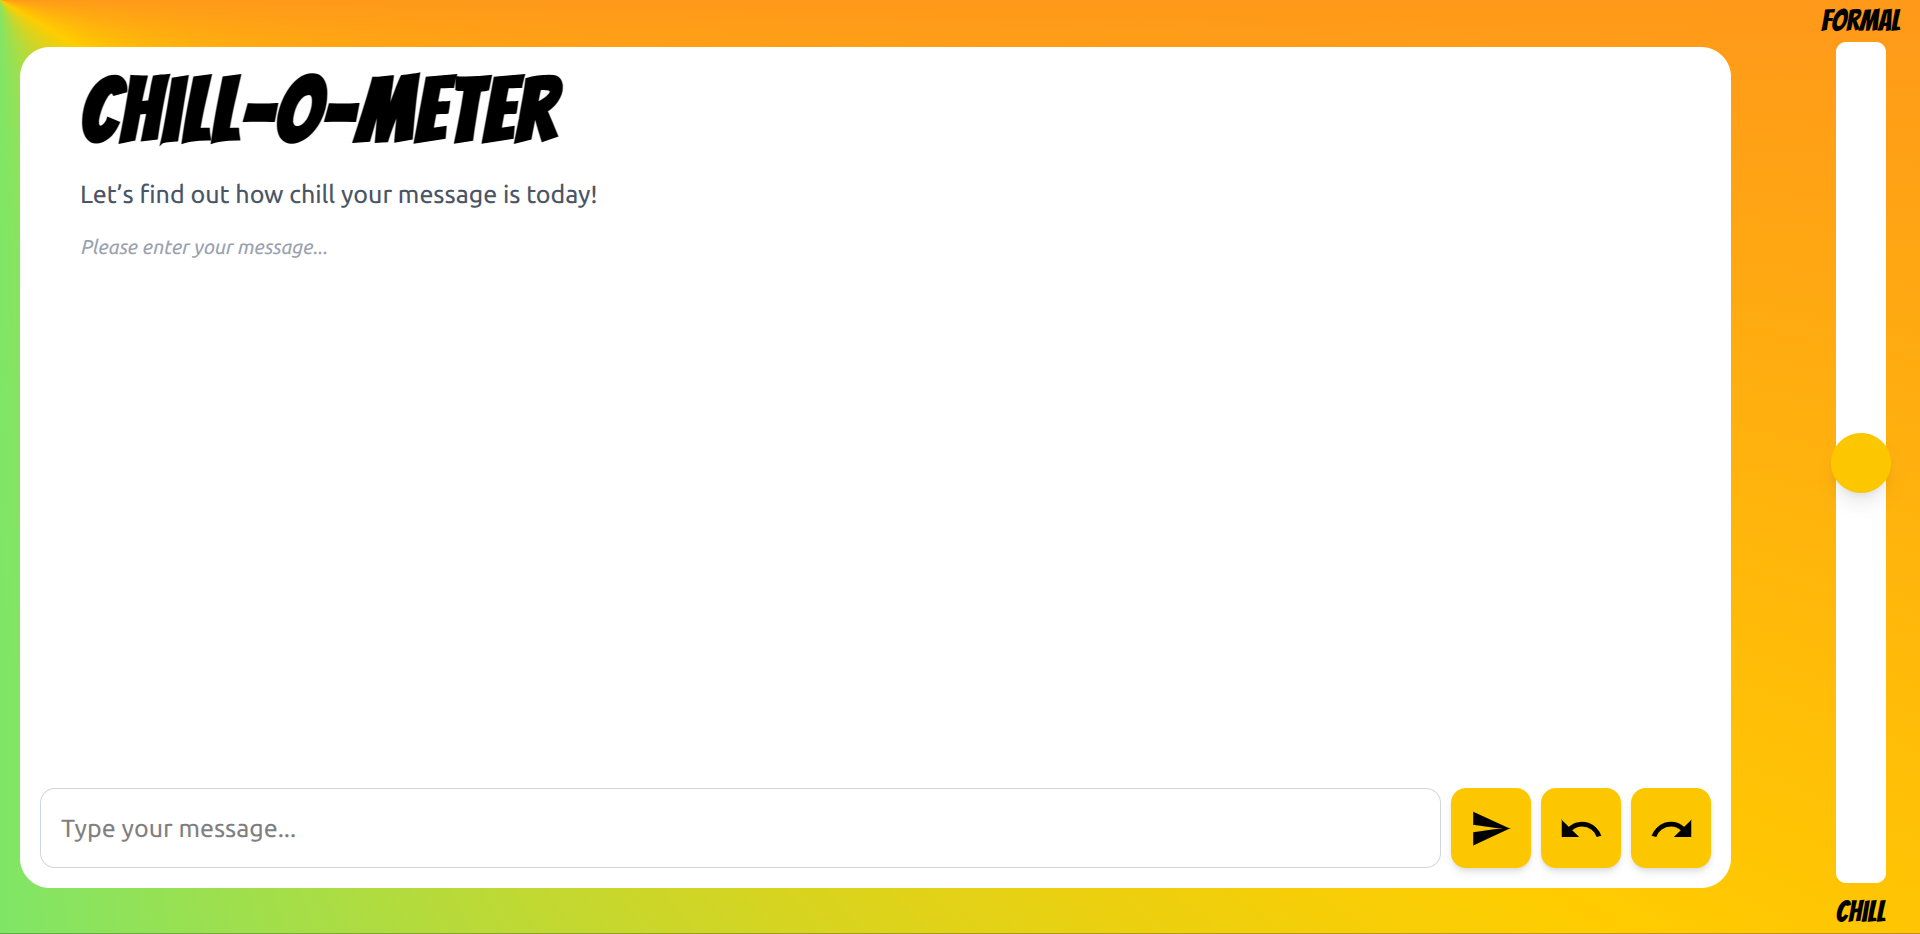 FORMAL
CHILL-O-METER
Let’s find out how chill your message is today!
Please enter your message...
Type your message...
CHILL